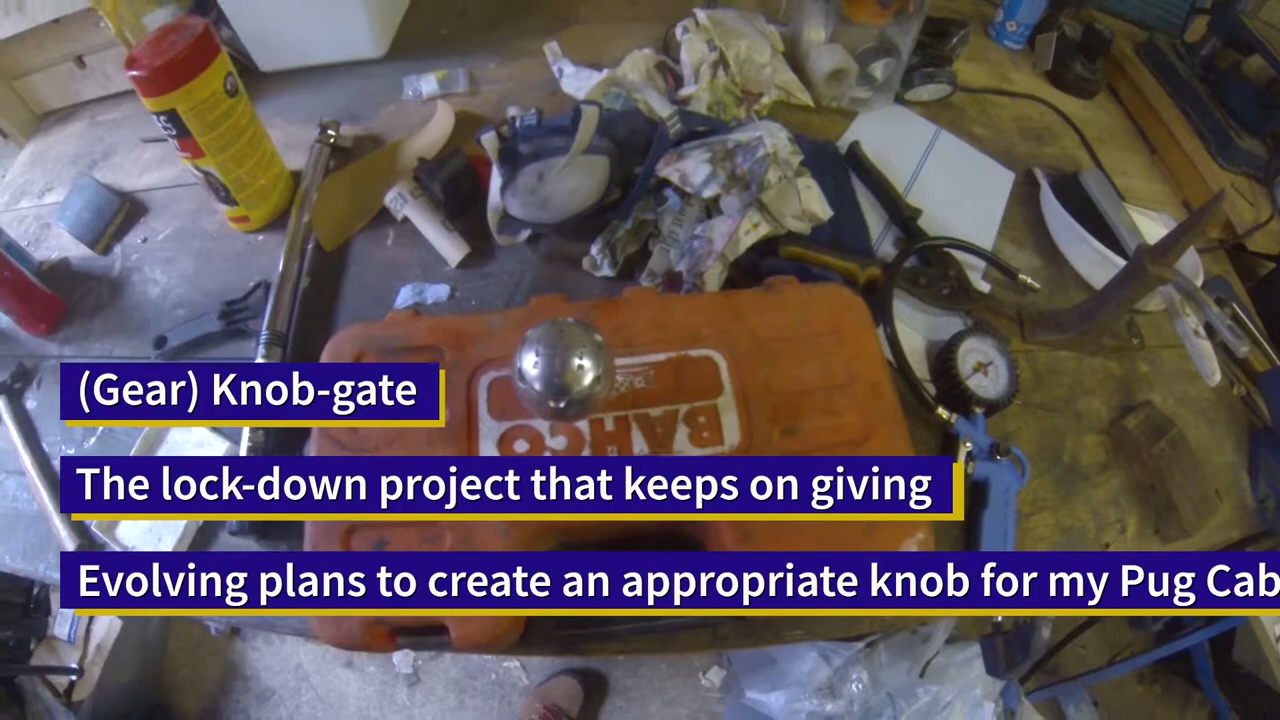 (Gear) Knob-gate
BAHCO
The lock-down project that keeps on giving
Evolving plans to create an appropriate knob for my Pug Cab